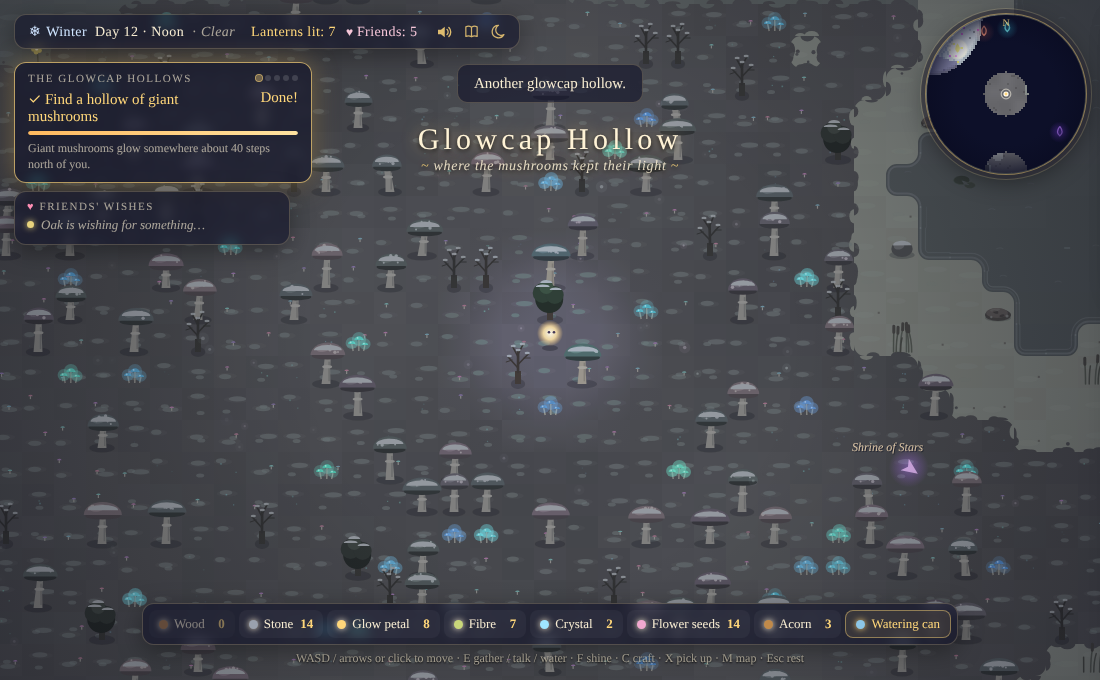 Winter Day 12 · Noon · Clear Lanterns lit: 7 ♥ Friends: 5
N
THE GLOWCAP HOLLOWS
✓ Find a hollow of giant mushrooms Done!
Giant mushrooms glow somewhere about 40 steps
north of you.
♥ FRIENDS' WISHES
Oak is wishing for something…
Another glowcap hollow.
Glowcap Hollow
~ where the mushrooms kept their light ~
Shrine of Stars
Wood 0 Stone 14 Glow petal 8 Fibre 7 Crystal 2 Flower seeds 14 Acorn 3 Watering can
WASD / arrows or click to move · E gather / talk / water · F shine · C craft · X pick up · M map · Esc rest